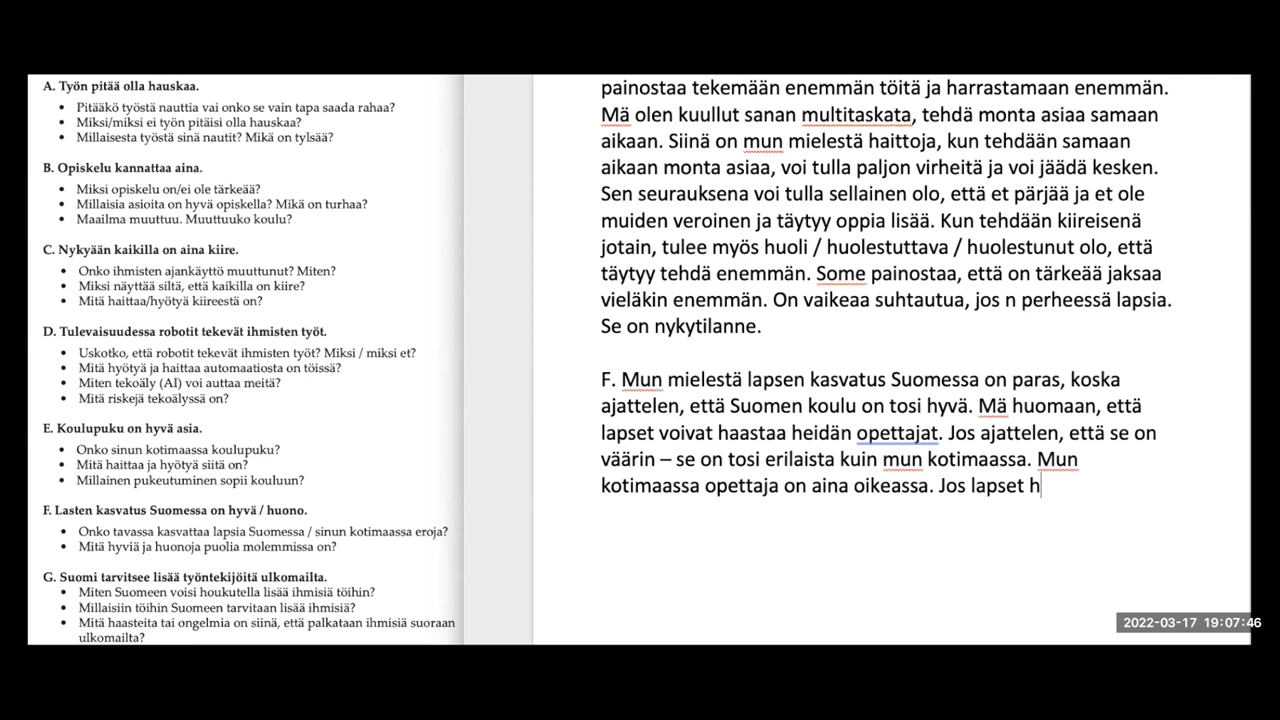 A. Työn pitää olla hauskaa.
• Pitääkö työstä nauttia vai onko se vain tapa saada rahaa?
• Miksi/miksi ei työn pitäisi olla hauskaa?
• Millaisesta työstä sinä nautit? Mikä on tylsää?
B. Opiskelu kannattaa aina.
• Miksi opiskelu on/ei ole tärkeää?
• Millaisia asioita on hyvä opiskella? Mikä on turhaa?
• Maailma muuttuu. Muuttuuko koulu?
C. Nykyään kaikilla on aina kiire.
• Onko ihmisten ajankäyttö muuttunut? Miten?
• Miksi näyttää siltä, että kaikilla on kiire?
• Mitä haittaa/hyötyä kiireestä on?
D. Tulevaisuudessa robotit tekevät ihmisten työt.
• Uskotko, että robotit tekevät ihmisten työt? Miksi / miksi et?
• Mitä hyötyä ja haittaa automaatiosta on töissä?
• Miten tekoäly (AI) voi auttaa meitä?
• Mitä riskejä tekoälyssä on?
E. Koulupuku on hyvä asia.
• Onko sinun kotimaassa koulupuku?
• Mitä haittaa ja hyötyä siitä on?
• Millainen pukeutuminen sopii kouluun?
F. Lasten kasvatus Suomessa on hyvä / huono.
• Onko tavassa kasvattaa lapsia Suomessa / sinun kotimaassa eroja?
• Mitä hyviä ja huonoja puolia molemmissa on?
G. Suomi tarvitsee lisää työntekijöitä ulkomailta.
• Miten Suomeen voisi houkutella lisää ihmisiä töihin?
• Millaisiin töihin Suomeen tarvitaan lisää ihmisiä?
• Mitä haasteita tai ongelmia on siinä, että palkataan ihmisiä suoraan
ulkomailta?
painostaa tekemään enemmän töitä ja harrastamaan enemmän.
Mä olen kuullut sanan multitaskata, tehdä monta asiaa samaan
aikaan. Siinä on mun mielestä haittoja, kun tehdään samaan
aikaan monta asiaa, voi tulla paljon virheitä ja voi jäädä kesken.
Sen seurauksena voi tulla sellainen olo, että et pärjää ja et ole
muiden veroinen ja täytyy oppia lisää. Kun tehdään kiireisenä
jotain, tulee myös huoli / huolestuttava / huolestunut olo, että
täytyy tehdä enemmän. Some painostaa, että on tärkeää jaksaa
vieläkin enemmän. On vaikeaa suhtautua, jos n perheessä lapsia.
Se on nykytilanne.
F. Mun mielestä lapsen kasvatus Suomessa on paras, koska
ajattelen, että Suomen koulu on tosi hyvä. Mä huomaan, että
lapset voivat haastaa heidän opettajat. Jos ajattelen, että se on
väärin – se on tosi erilaista kuin mun kotimaassa. Mun
kotimaassa opettaja on aina oikeassa. Jos lapset h
2022-03-17 19:07:46